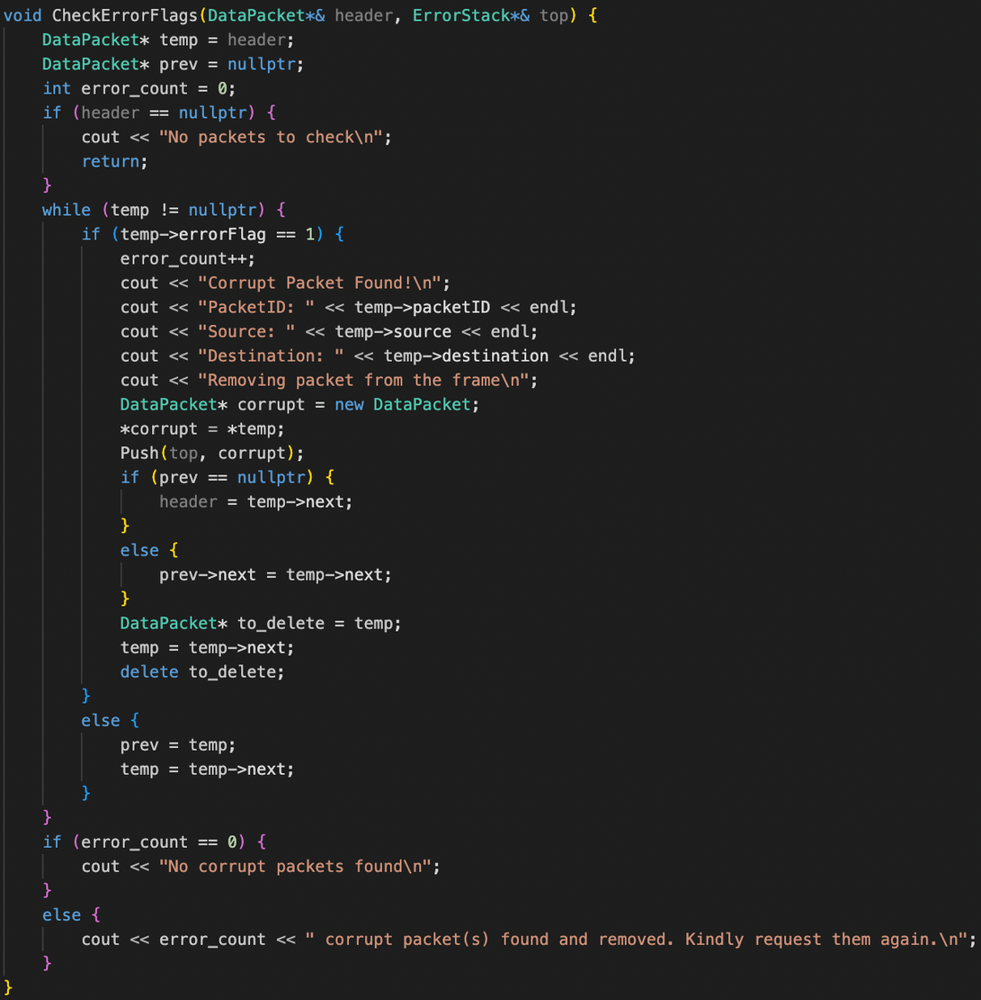 void CheckErrorFlags(DataPacket*& header, ErrorStack*& top) {
    DataPacket* temp = header;
    DataPacket* prev = nullptr;
    int error_count = 0;
    if (header == nullptr) {
        cout << "No packets to check\n";
        return;
    }
    while (temp != nullptr) {
        if (temp->errorFlag == 1) {
            error_count++;
            cout << "Corrupt Packet Found!\n";
            cout << "PacketID: " << temp->packetID << endl;
            cout << "Source: " << temp->source << endl;
            cout << "Destination: " << temp->destination << endl;
            cout << "Removing packet from the frame\n";
            DataPacket* corrupt = new DataPacket;
            *corrupt = *temp;
            Push(top, corrupt);
            if (prev == nullptr) {
                header = temp->next;
            }
            else {
                prev->next = temp->next;
            }
            DataPacket* to_delete = temp;
            temp = temp->next;
            delete to_delete;
        }
        else {
            prev = temp;
            temp = temp->next;
        }
    }
    if (error_count == 0) {
        cout << "No corrupt packets found\n";
    }
    else {
        cout << error_count << " corrupt packet(s) found and removed. Kindly request them again.\n";
    }
}